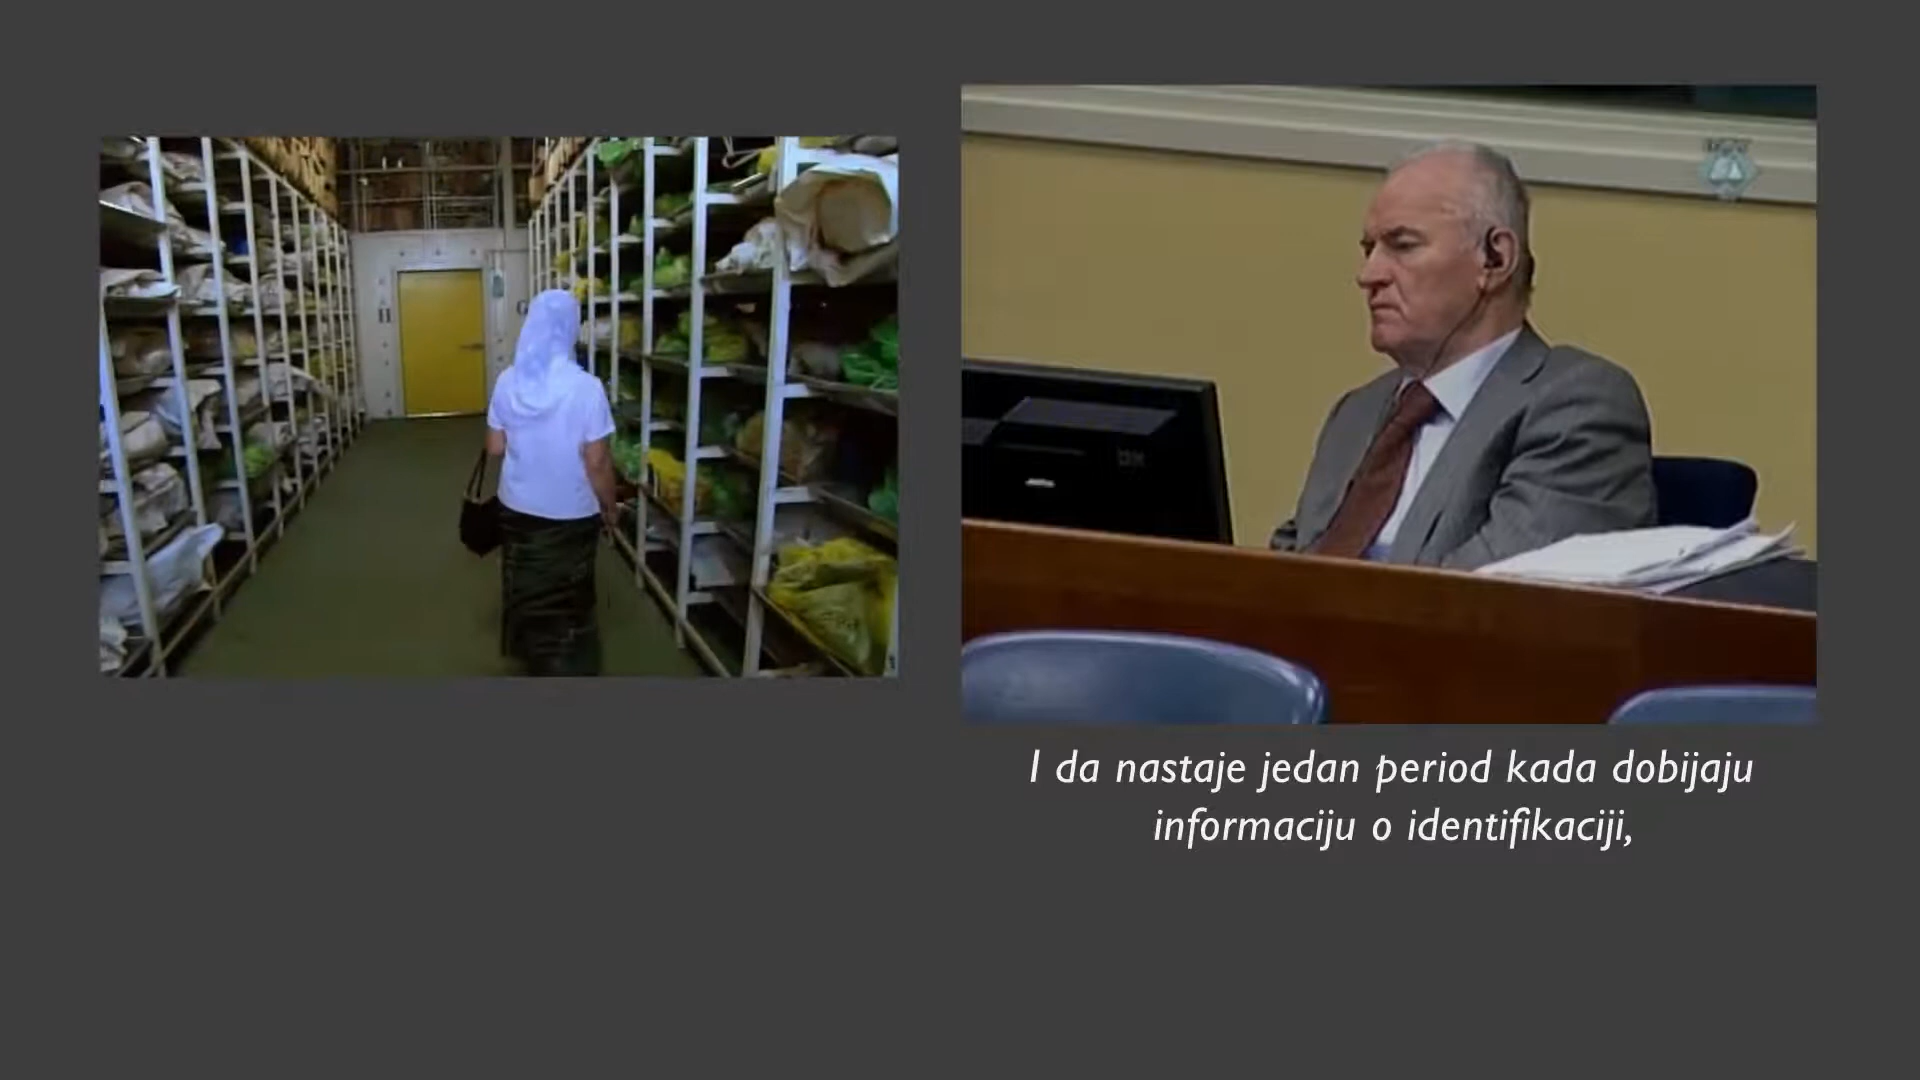 I da nastaje jedan period kada dobijaju
informaciju o identifikaciji,